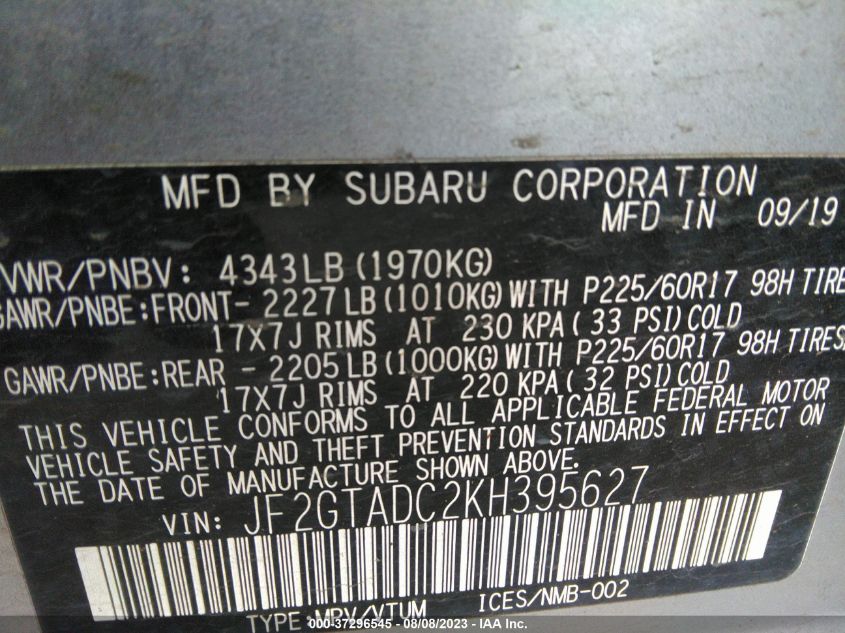 MFD BY SUBARU CORPORATION
MFD IN 09/19
VWR/PNBV: 4343LB (1970KG)
GAWR/PNBE:FRONT- 2227LB (1010KG) WITH P225/60R17 98H TIRE
17X7J RIMS AT 230 KPA ( 33 PSI) COLD
GAWR/PNBE:REAR - 2205LB (1000KG) WITH P225/60R17 98H TIRES
17X7J RIMS AT 220 KPA ( 32 PSI) COLD
THIS VEHICLE CONFORMS TO ALL APPLICABLE FEDERAL MOTOR
VEHICLE SAFETY AND THEFT PREVENTION STANDARDS IN EFFECT ON
THE DATE OF MANUFACTURE SHOWN ABOVE.
VIN: JF2GTADC2KH395627
TYPE:MPV/VTUM ICES/NMB-002
000-37296545 - 08/08/2023 - IAA Inc.